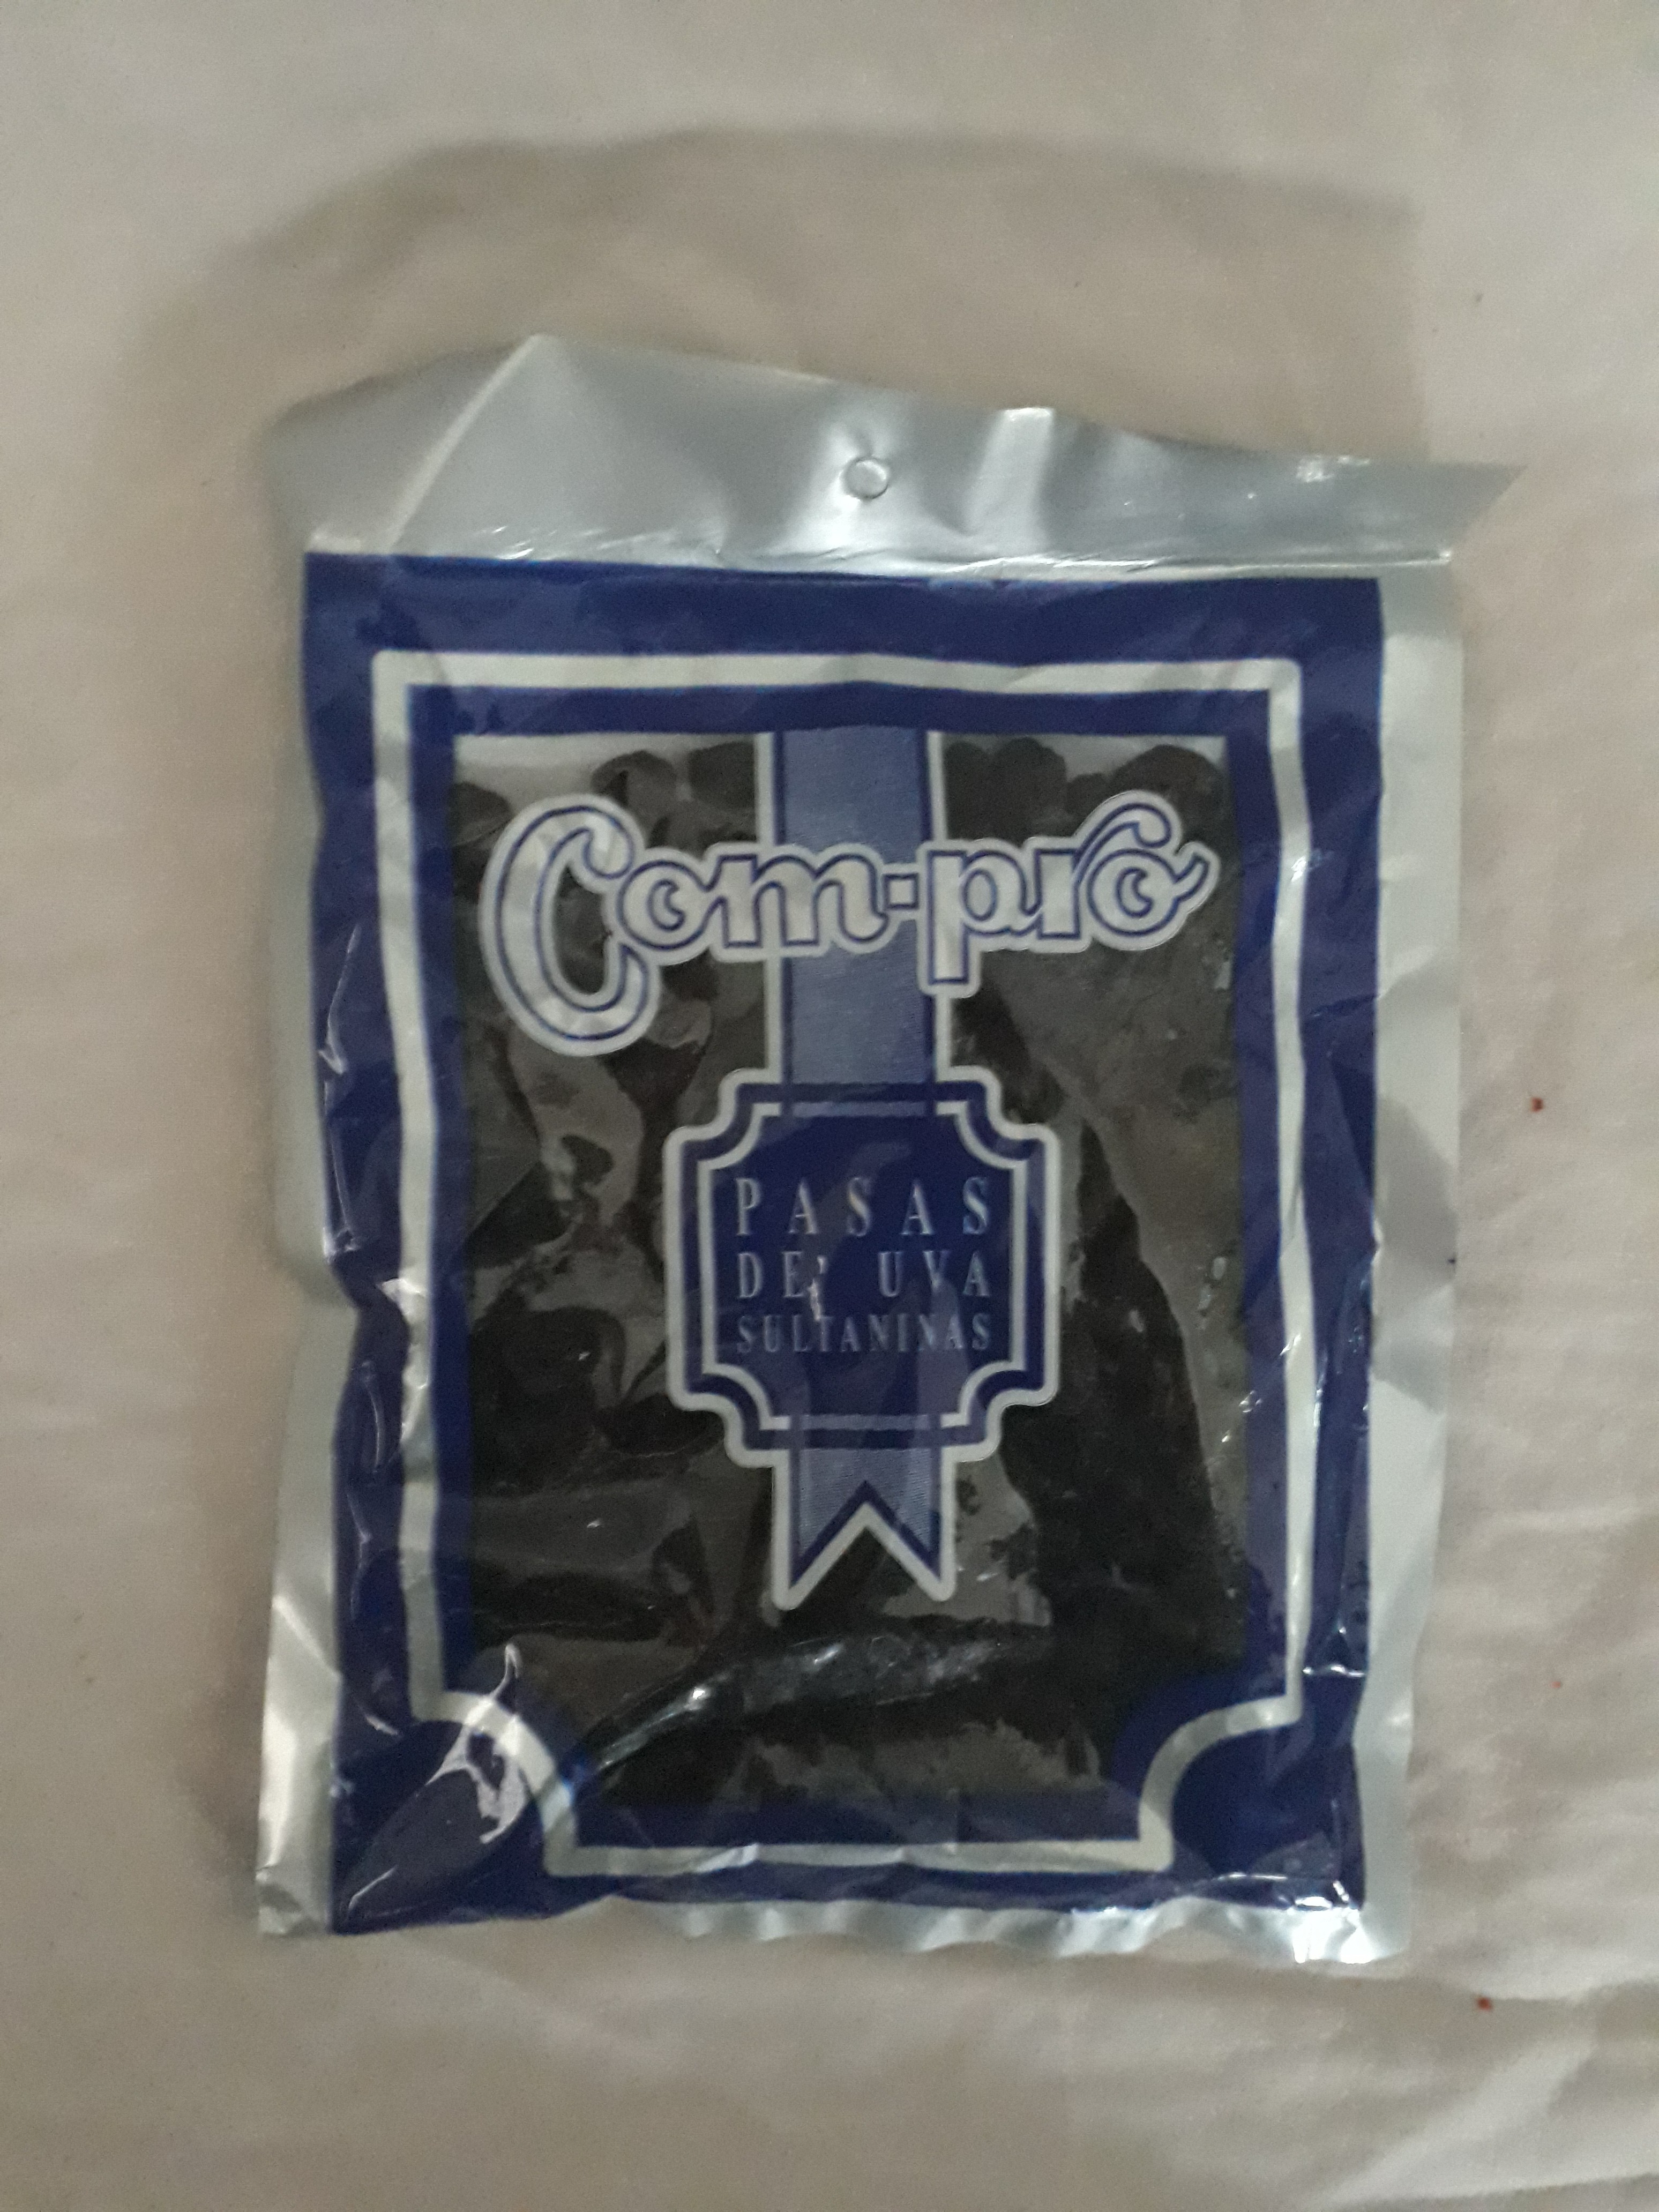 Com-pro
PASAS
DE UVA
SULTANINAS